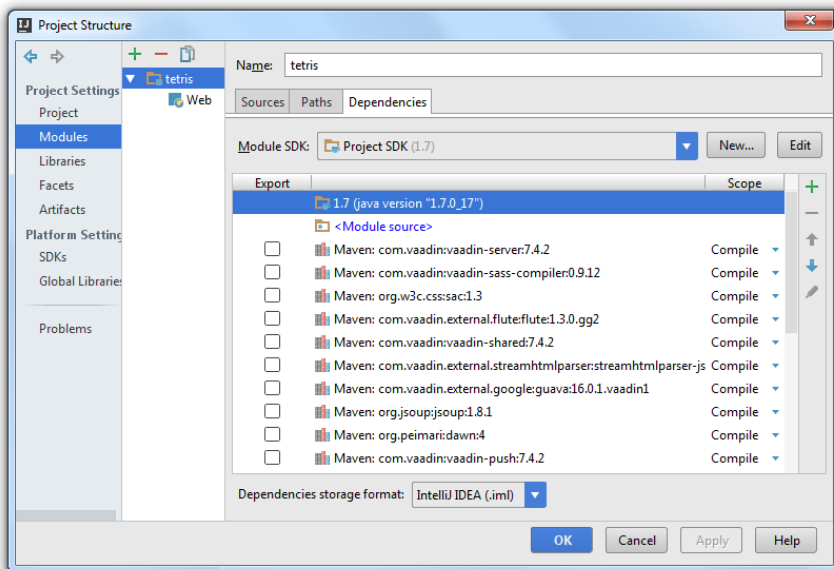 Project Structure
Project Settings
Project
Modules
Libraries
Facets
Artifacts
Platform Setting
SDKs
Global Librarie
Problems
tetris
Web
Name: tetris
Sources Paths Dependencies
Module SDK: Project SDK (1.7) New... Edit
Export Scope
1.7 (java version "1.7.0_17")
<Module source>
Maven: com.vaadin:vaadin-server:7.4.2 Compile
Maven: com.vaadin:vaadin-sass-compiler:0.9.12 Compile
Maven: org.w3c.css:sac:1.3 Compile
Maven: com.vaadin.external.flute:flute:1.3.0.gg2 Compile
Maven: com.vaadin:vaadin-shared:7.4.2 Compile
Maven: com.vaadin.external.streamhtmlparser:streamhtmlparser-js Compile
Maven: com.vaadin.external.google:guava:16.0.1.vaadin1 Compile
Maven: org.jsoup:jsoup:1.8.1 Compile
Maven: org.peimari:dawn:4 Compile
Maven: com.vaadin:vaadin-push:7.4.2 Compile
Dependencies storage format: IntelliJ IDEA (.iml)
OK Cancel Apply Help